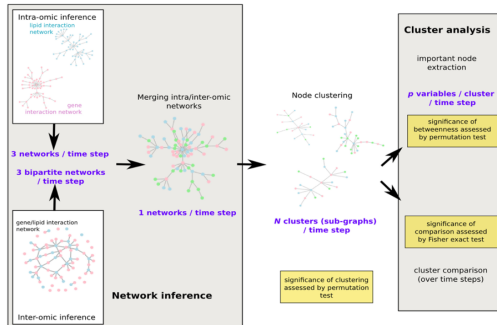 Intra-omic inference
lipid interaction
network
gene
interaction network
3 networks / time step
3 bipartite networks
/ time step
gene/lipid interaction
network
Inter-omic inference
Merging intra/inter-omic
networks
1 networks / time step
Network inference
Node clustering
N clusters (sub-graphs)
/ time step
significance of clustering
assessed by permutation
test
Cluster analysis
important node
extraction
p variables / cluster
/ time step
significance of
betweenness assessed
by permutation test
significance of
comparison assessed
by Fisher exact test
cluster comparison
(over time steps)